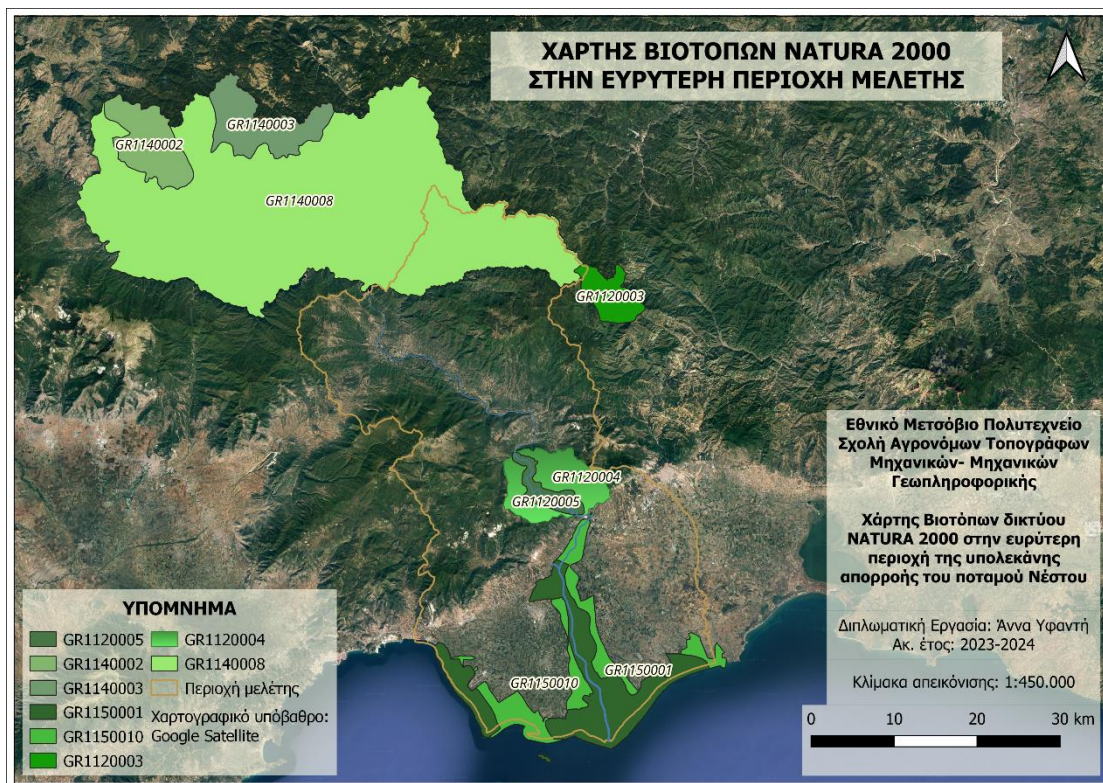 ΧΑΡΤΗΣ ΒΙΟΤΟΠΩΝ NATURA 2000
ΣΤΗΝ ΕΥΡΥΤΕΡΗ ΠΕΡΙΟΧΗ ΜΕΛΕΤΗΣ
GR1140003
GR1140002
GR1140008
GR1120003
GR1120004
GR1120005
GR1150001
GR1150010
Εθνικό Μετσόβιο Πολυτεχνείο
Σχολή Αγρονόμων Τοπογράφων
Μηχανικών- Μηχανικών
Γεωπληροφορικής
Χάρτης Βιοτόπων δικτύου
NATURA 2000 στην ευρύτερη
περιοχή της υπολεκάνης
απορροής του ποταμού Νέστου
Διπλωματική Εργασία: Άννα Υφαντή
Ακ. έτος: 2023-2024
Κλίμακα απεικόνισης: 1:450.000
0 10 20 30 km
ΥΠΟΜΝΗΜΑ
GR1120005
GR1140002
GR1140003
GR1150001
GR1150010
GR1120003
GR1120004
GR1140008
Περιοχή μελέτης
Χαρτογραφικό υπόβαθρο:
Google Satellite